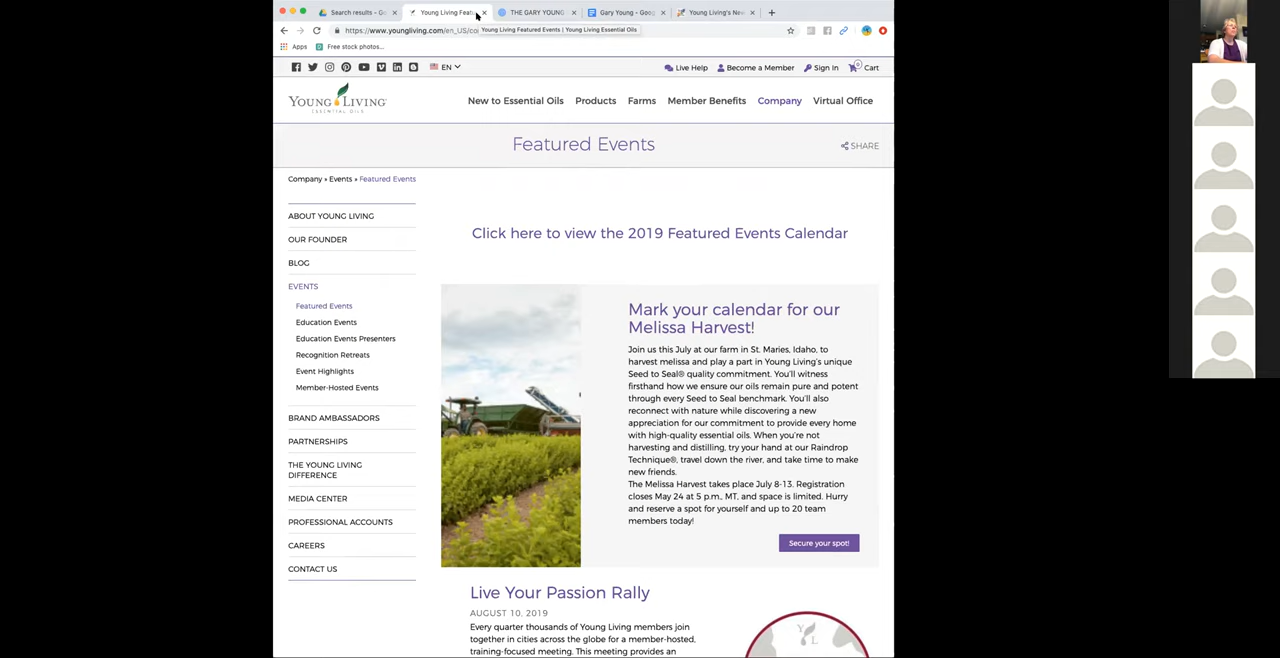 Search results – Go
Young Living Featu
THE GARY YOUNG
Gary Young - Goog
Young Living's New
https://www.youngliving.com/en_US/co
Young Living Featured Events | Young Living Essential Oils
Apps
Free stock photos...
EN
Live Help
Become a Member
Sign In
0
Cart
YOUNG LIVING
ESSENTIAL OILS
New to Essential Oils
Products
Farms
Member Benefits
Company
Virtual Office
Featured Events
SHARE
Company » Events » Featured Events
ABOUT YOUNG LIVING
OUR FOUNDER
BLOG
EVENTS
Featured Events
Education Events
Education Events Presenters
Recognition Retreats
Event Highlights
Member-Hosted Events
BRAND AMBASSADORS
PARTNERSHIPS
THE YOUNG LIVING
DIFFERENCE
MEDIA CENTER
PROFESSIONAL ACCOUNTS
CAREERS
CONTACT US
Click here to view the 2019 Featured Events Calendar
Mark your calendar for our
Melissa Harvest!
Join us this July at our farm in St. Maries, Idaho, to
harvest melissa and play a part in Young Living's unique
Seed to Seal® quality commitment. You'll witness
firsthand how we ensure our oils remain pure and potent
through every Seed to Seal benchmark. You'll also
reconnect with nature while discovering a new
appreciation for our commitment to provide every home
with high-quality essential oils. When you're not
harvesting and distilling, try your hand at our Raindrop
Technique®, travel down the river, and take time to make
new friends.
The Melissa Harvest takes place July 8-13. Registration
closes May 24 at 5 p.m., MT, and space is limited. Hurry
and reserve a spot for yourself and up to 20 team
members today!
Secure your spot!
Live Your Passion Rally
AUGUST 10, 2019
Every quarter thousands of Young Living members join
together in cities across the globe for a member-hosted,
training-focused meeting. This meeting provides an
Y L